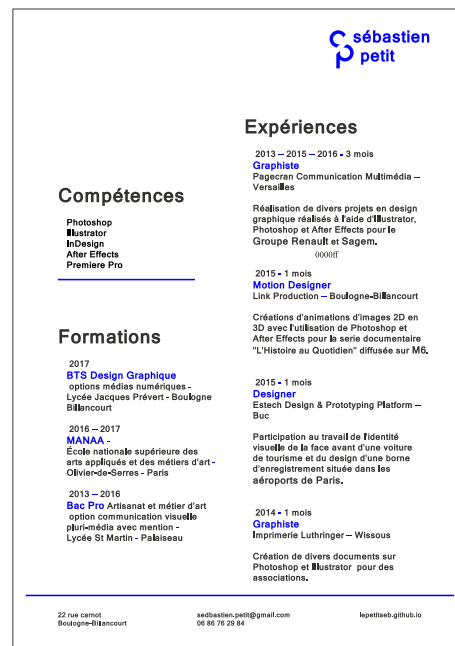 sébastien
petit
Compétences
Photoshop
Illustrator
InDesign
After Effects
Premiere Pro
Formations
2017
BTS Design Graphique
options médias numériques -
Lycée Jacques Prévert - Boulogne
Billancourt
2016 – 2017
MANAA -
École nationale supérieure des
arts appliqués et des métiers d'art -
Olivier-de-Serres - Paris
2013 – 2016
Bac Pro Artisanat et métier d'art
option communication visuelle
pluri-média avec mention -
Lycée St Martin - Palaiseau
Expériences
2013 – 2015 – 2016 - 3 mois
Graphiste
Pagecran Communication Multimédia –
Versailles
Réalisation de divers projets en design
graphique réalisés à l'aide d'Illustrator,
Photoshop et After Effects pour le
Groupe Renault et Sagem.
0000ff
2015 - 1 mois
Motion Designer
Link Production – Boulogne-Billancourt
Créations d'animations d'images 2D en
3D avec l'utilisation de Photoshop et
After Effects pour la serie documentaire
"L'Histoire au Quotidien" diffusée sur M6.
2015 - 1 mois
Designer
Estech Design & Prototyping Platform –
Buc
Participation au travail de l'identité
visuelle de la face avant d'une voiture
de tourisme et du design d'une borne
d'enregistrement située dans les
aéroports de Paris.
2014 - 1 mois
Graphiste
Imprimerie Luthringer – Wissous
Création de divers documents sur
Photoshop et Illustrator pour des
associations.
22 rue carnot
Boulogne-Billancourt
sedbastien.petit@gmail.com
06 86 76 29 84
lepetitseb.github.io